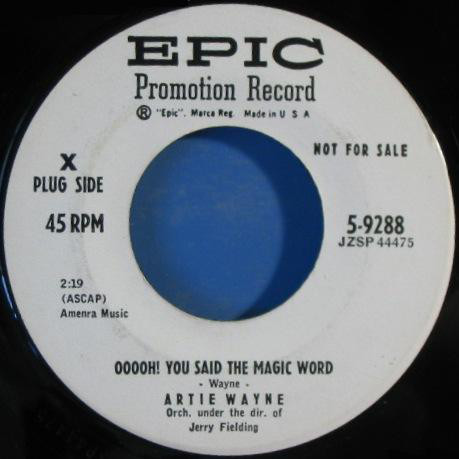 EPIC
Promotion Record
® "Epic". Marca Reg. Made in U S A
NOT FOR SALE
X
PLUG SIDE
45 RPM
5-9288
JZSP 44475
2:19
(ASCAP)
Amenra Music
OOOOH! YOU SAID THE MAGIC WORD
- Wayne -
ARTIE WAYNE
Orch. under the dir. of
Jerry Fielding